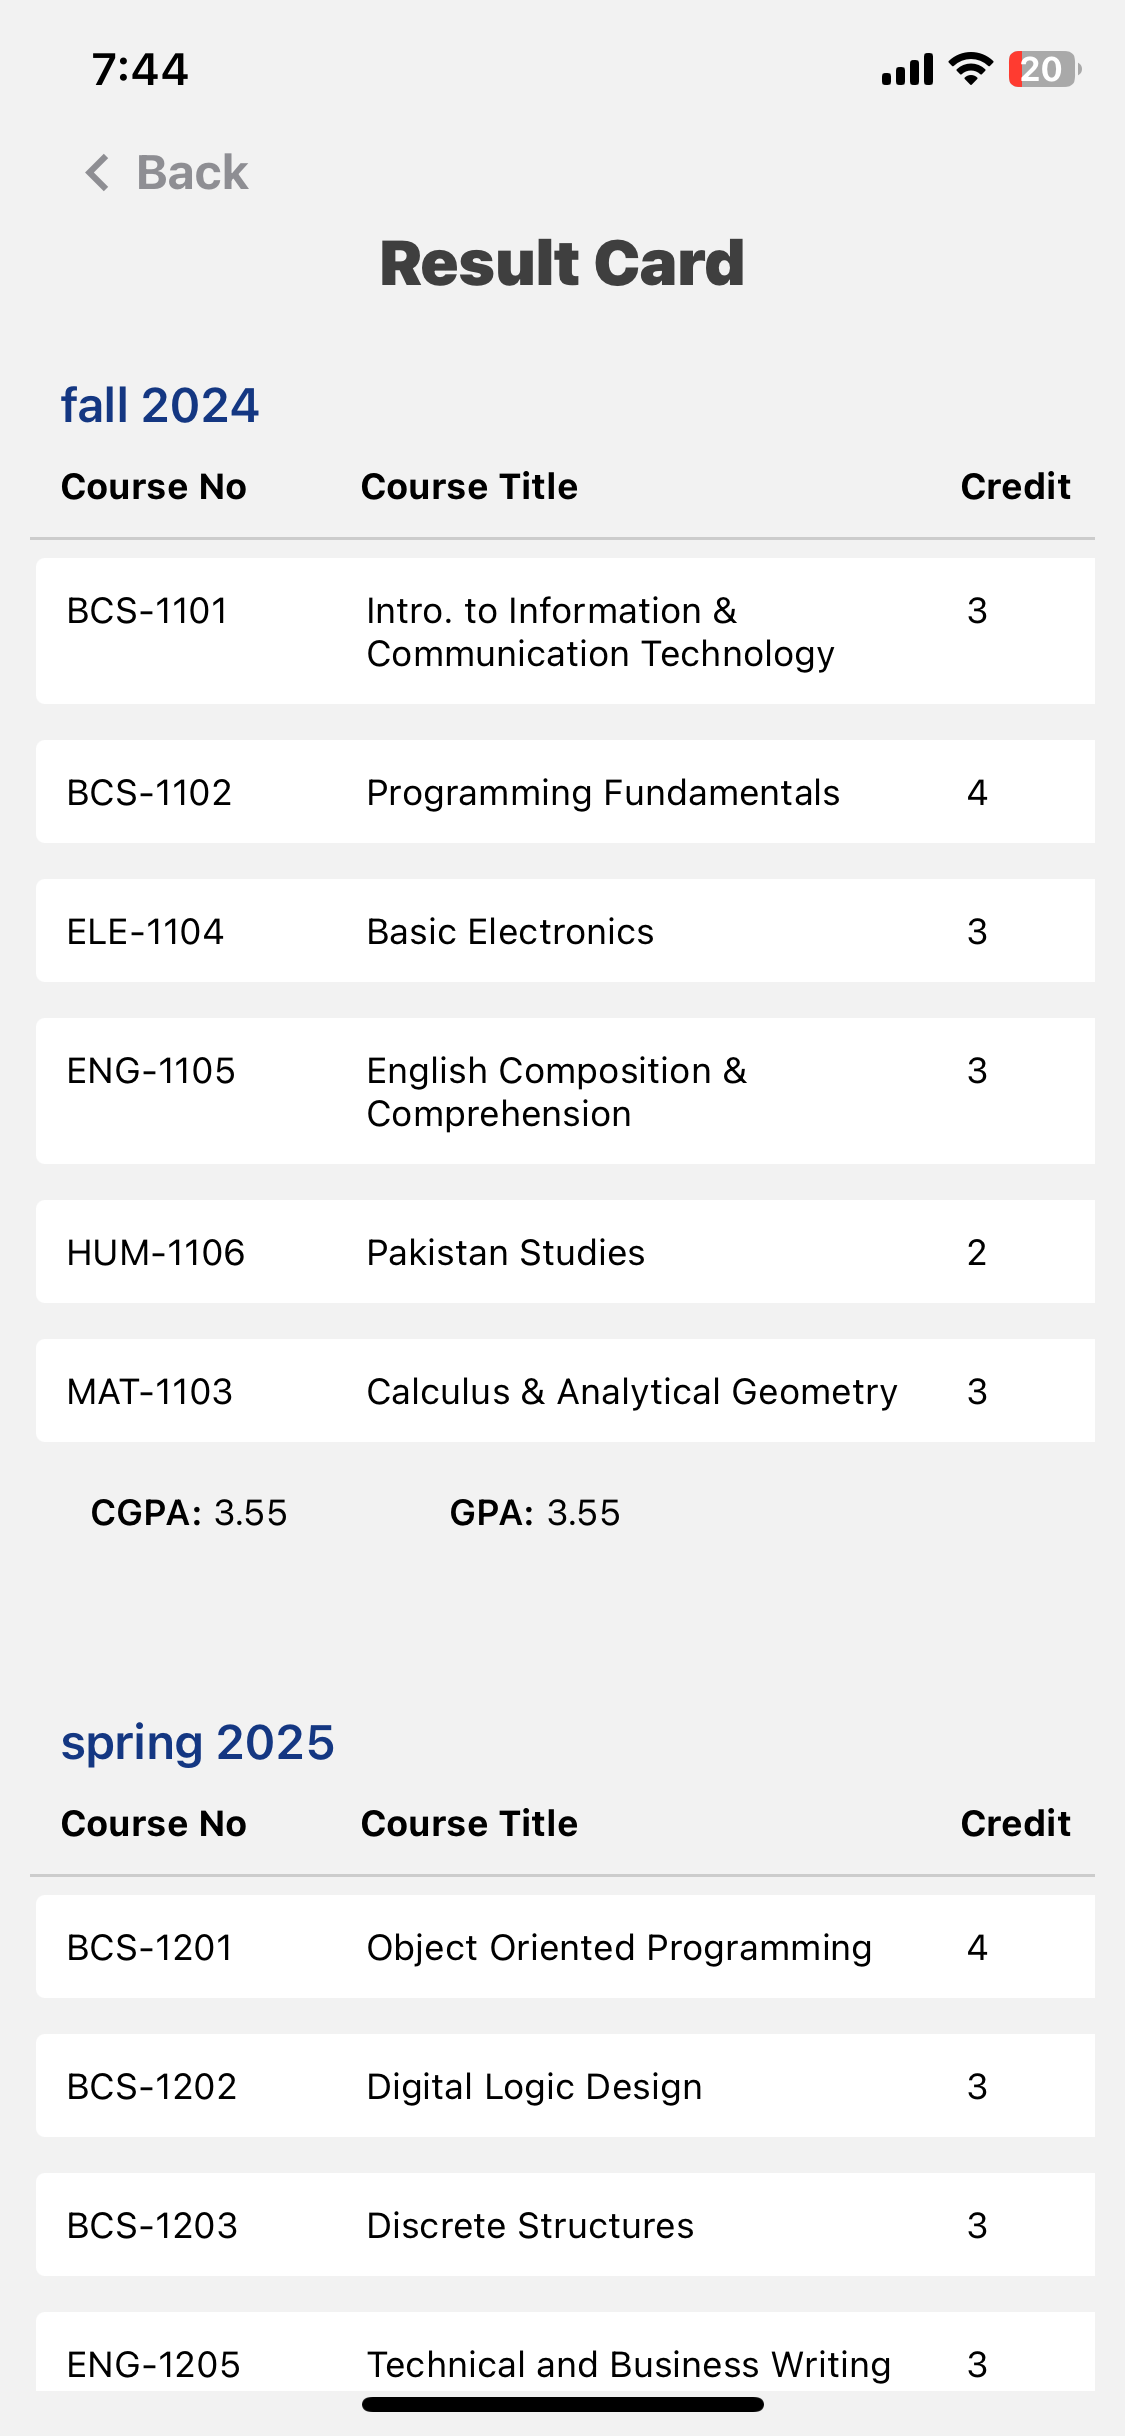 7:44
20
Back
Result Card
fall 2024
Course No Course Title Credit
BCS-1101 Intro. to Information & 3
Communication Technology
BCS-1102 Programming Fundamentals 4
ELE-1104 Basic Electronics 3
ENG-1105 English Composition & 3
Comprehension
HUM-1106 Pakistan Studies 2
MAT-1103 Calculus & Analytical Geometry 3
CGPA: 3.55 GPA: 3.55
spring 2025
Course No Course Title Credit
BCS-1201 Object Oriented Programming 4
BCS-1202 Digital Logic Design 3
BCS-1203 Discrete Structures 3
ENG-1205 Technical and Business Writing 3